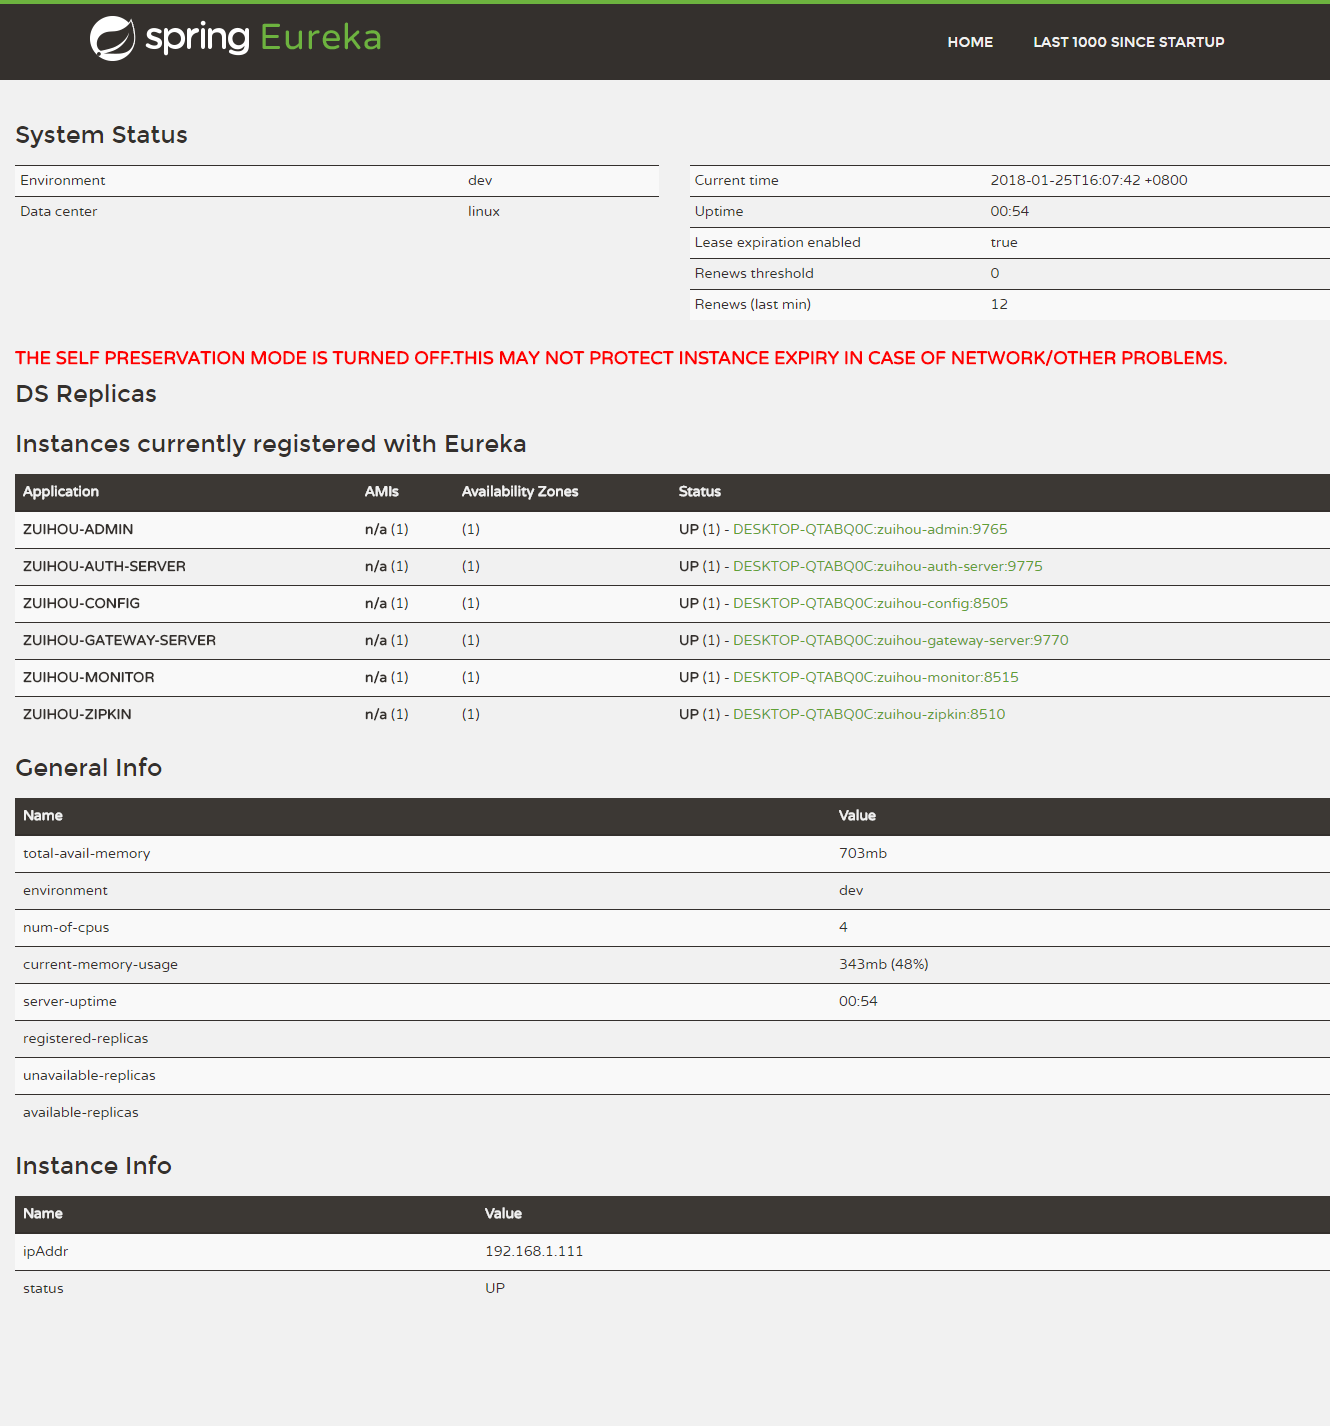 spring Eureka
HOME LAST 1000 SINCE STARTUP
System Status
Environment dev
Data center linux
Current time 2018-01-25T16:07:42 +0800
Uptime 00:54
Lease expiration enabled true
Renews threshold 0
Renews (last min) 12
THE SELF PRESERVATION MODE IS TURNED OFF.THIS MAY NOT PROTECT INSTANCE EXPIRY IN CASE OF NETWORK/OTHER PROBLEMS.
DS Replicas
Instances currently registered with Eureka
Application AMIs Availability Zones Status
ZUIHOU-ADMIN n/a (1) (1) UP (1) - DESKTOP-QTABQ0C:zuihou-admin:9765
ZUIHOU-AUTH-SERVER n/a (1) (1) UP (1) - DESKTOP-QTABQ0C:zuihou-auth-server:9775
ZUIHOU-CONFIG n/a (1) (1) UP (1) - DESKTOP-QTABQ0C:zuihou-config:8505
ZUIHOU-GATEWAY-SERVER n/a (1) (1) UP (1) - DESKTOP-QTABQ0C:zuihou-gateway-server:9770
ZUIHOU-MONITOR n/a (1) (1) UP (1) - DESKTOP-QTABQ0C:zuihou-monitor:8515
ZUIHOU-ZIPKIN n/a (1) (1) UP (1) - DESKTOP-QTABQ0C:zuihou-zipkin:8510
General Info
Name Value
total-avail-memory 703mb
environment dev
num-of-cpus 4
current-memory-usage 343mb (48%)
server-uptime 00:54
registered-replicas
unavailable-replicas
available-replicas
Instance Info
Name Value
ipAddr 192.168.1.111
status UP